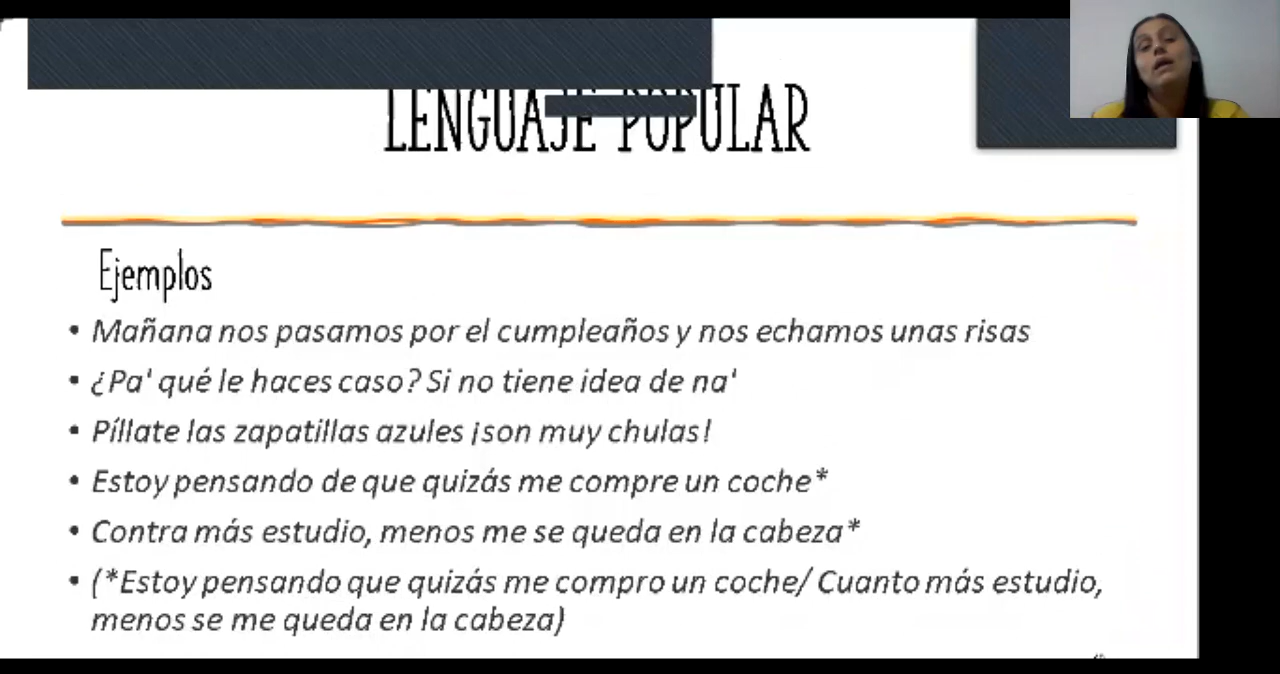 LENGUAJE POPULAR
Ejemplos
• Mañana nos pasamos por el cumpleaños y nos echamos unas risas
• ¿Pa' qué le haces caso? Si no tiene idea de na'
• Píllate las zapatillas azules ¡son muy chulas!
• Estoy pensando de que quizás me compre un coche*
• Contra más estudio, menos me se queda en la cabeza*
• (*Estoy pensando que quizás me compro un coche/ Cuanto más estudio,
menos se me queda en la cabeza)